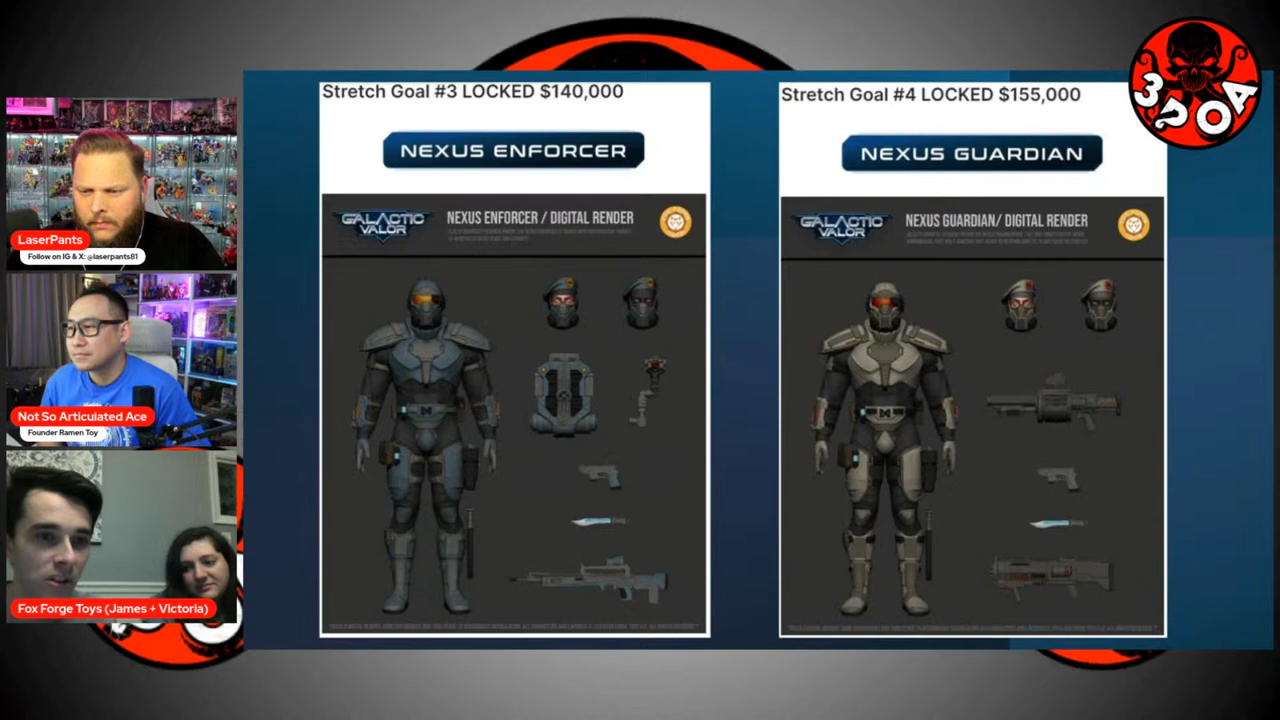 Stretch Goal #3 LOCKED $140,000
NEXUS ENFORCER
GALACTIC
VALOR
NEXUS ENFORCER / DIGITAL RENDER
Stretch Goal #4 LOCKED $155,000
NEXUS GUARDIAN
GALACTIC
VALOR
NEXUS GUARDIAN/ DIGITAL RENDER
LaserPants
Follow on IG & X: @laserpants81
Not So Articulated Ace
Founder Ramen Toy
Fox Forge Toys (James + Victoria)